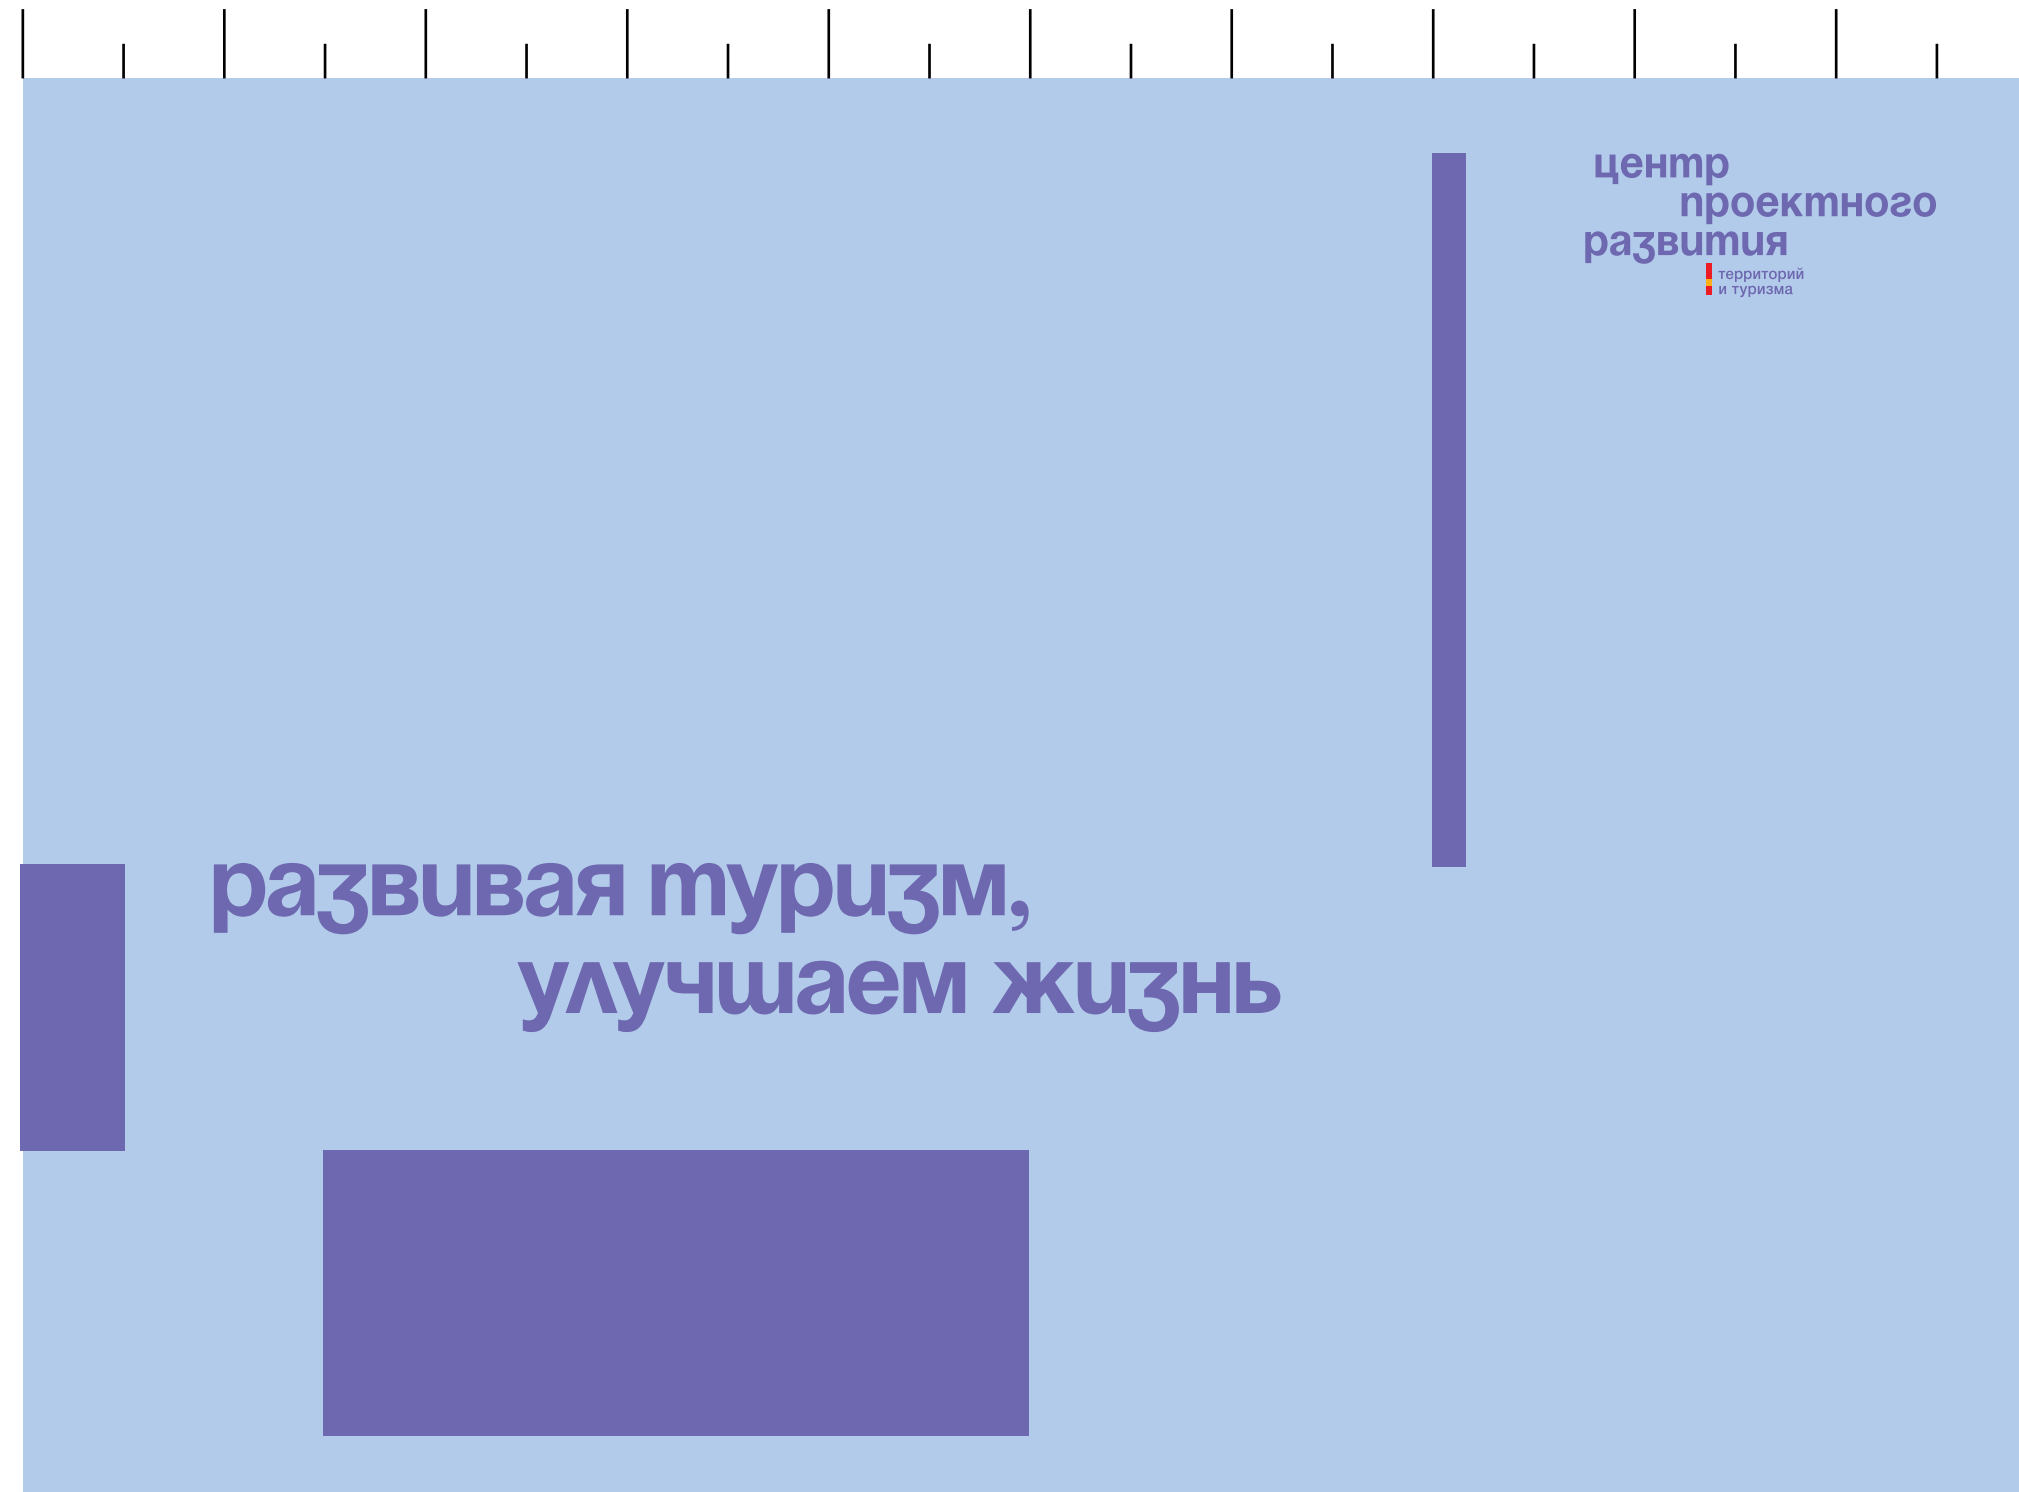 центр
проектного
развития
территорий
и туризма
развивая туризм,
улучшаем жизнь